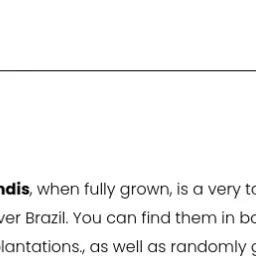 ndis, when fully grown, is a very t
ver Brazil. You can find them in b
lantations., as well as randomly g